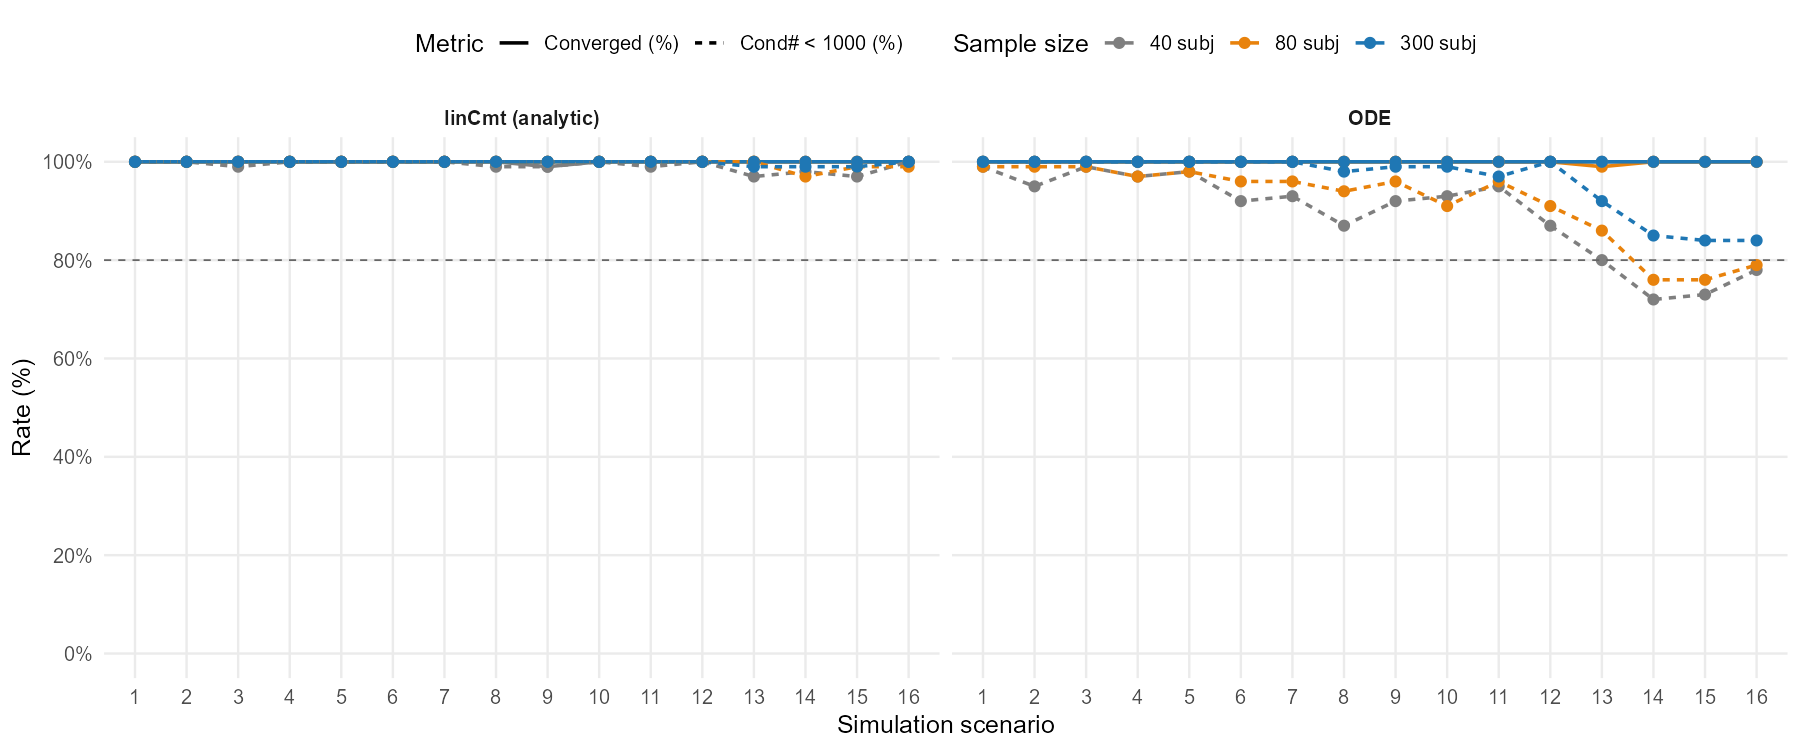 Metric Converged (%) Cond# < 1000 (%) Sample size 40 subj 80 subj 300 subj
linCmt (analytic) ODE
100%
80%
60%
40%
20%
0%
Rate (%)
1 2 3 4 5 6 7 8 9 10 11 12 13 14 15 16 1 2 3 4 5 6 7 8 9 10 11 12 13 14 15 16
Simulation scenario